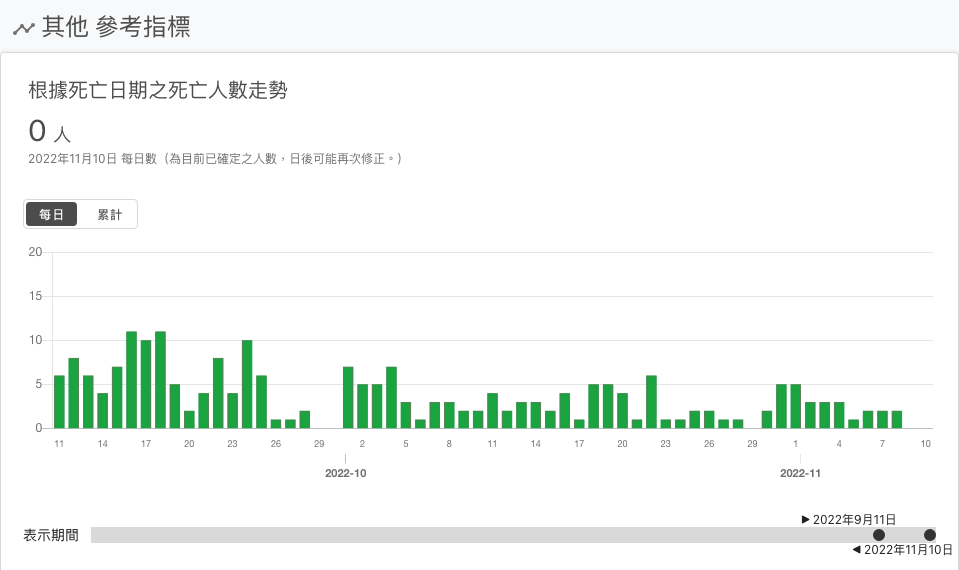 其他 參考指標
根據死亡日期之死亡人數走勢
0 人
2022年11月10日 每日數（為目前已確定之人數，日後可能再次修正。）
每日 累計
20
15
10
5
0
11 14 17 20 23 26 29 2 5 8 11 14 17 20 23 26 29 1 4 7 10
2022-10 2022-11
▶ 2022年9月11日
表示期間
◀ 2022年11月10日